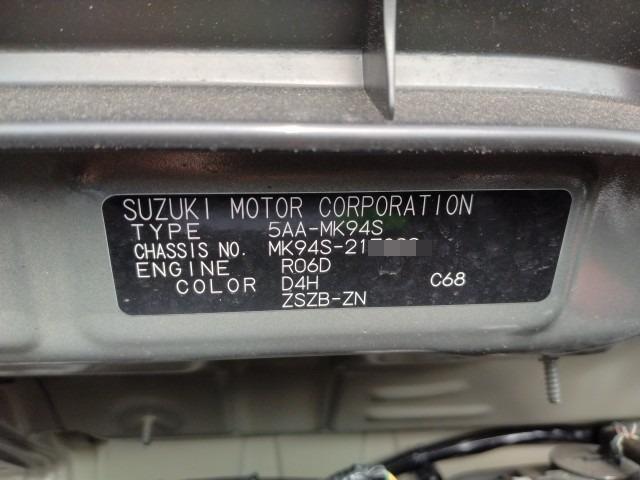 SUZUKI MOTOR CORPORATION
TYPE 5AA-MK94S
CHASSIS NO. MK94S-21
ENGINE R06D
COLOR D4H C68
ZSZB-ZN